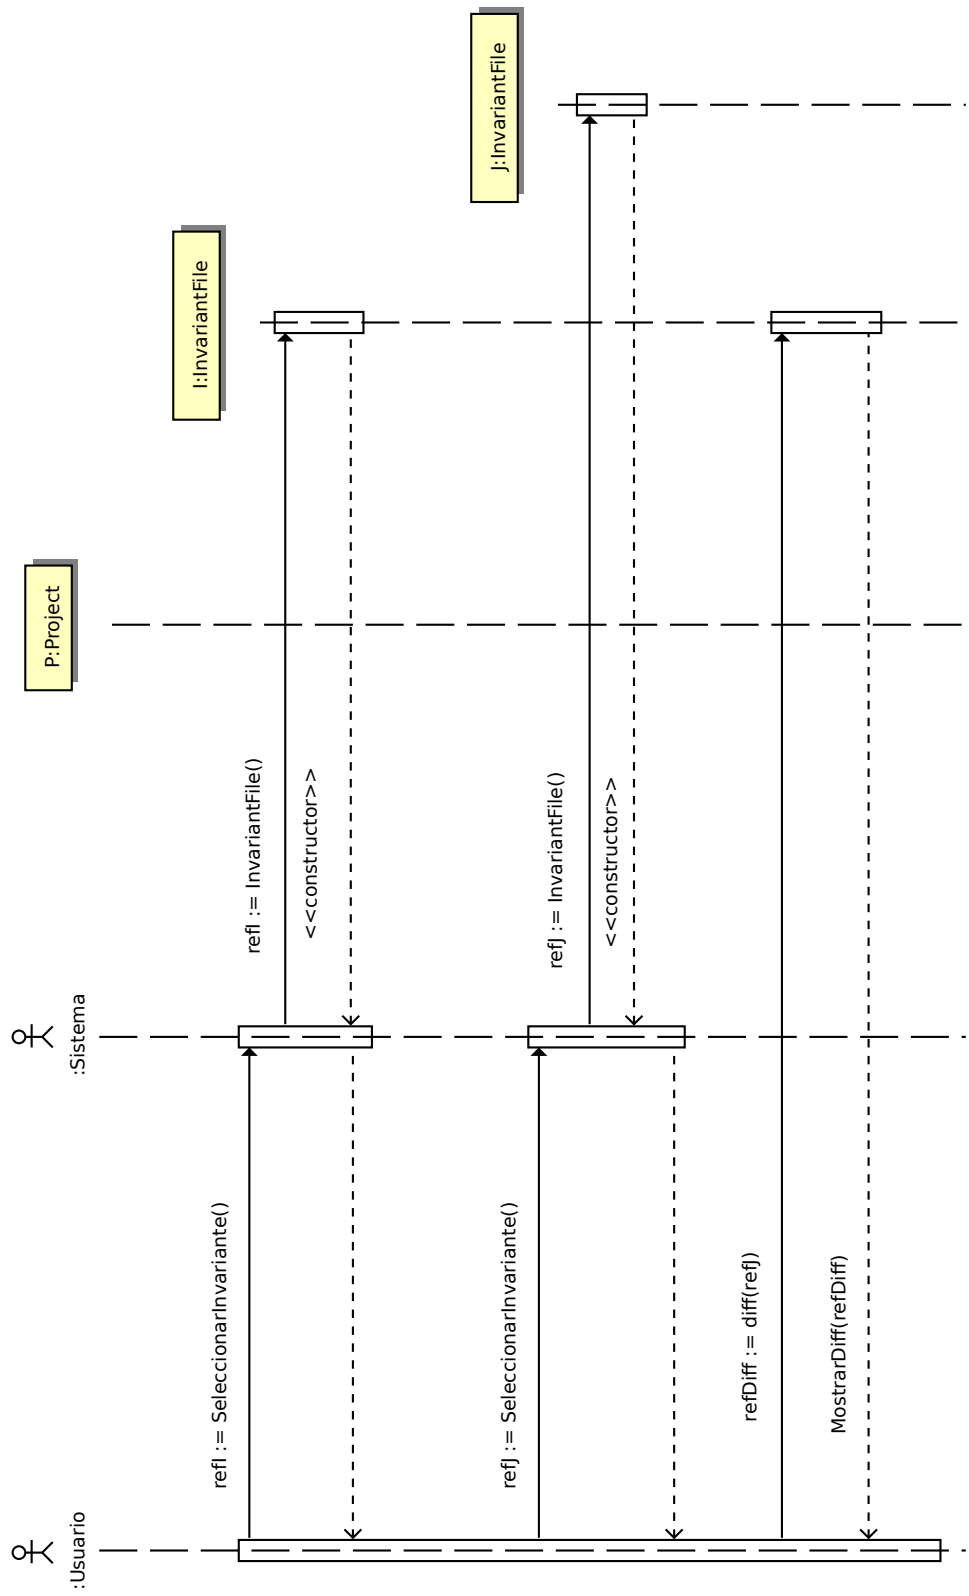 :Usuario
:Sistema
P:Project
I:InvariantFile
J:InvariantFile
refI := SeleccionarInvariante()
refI := InvariantFile()
<<constructor>>
refJ := SeleccionarInvariante()
refJ := InvariantFile()
<<constructor>>
refDiff := diff(refJ)
MostrarDiff(refDiff)